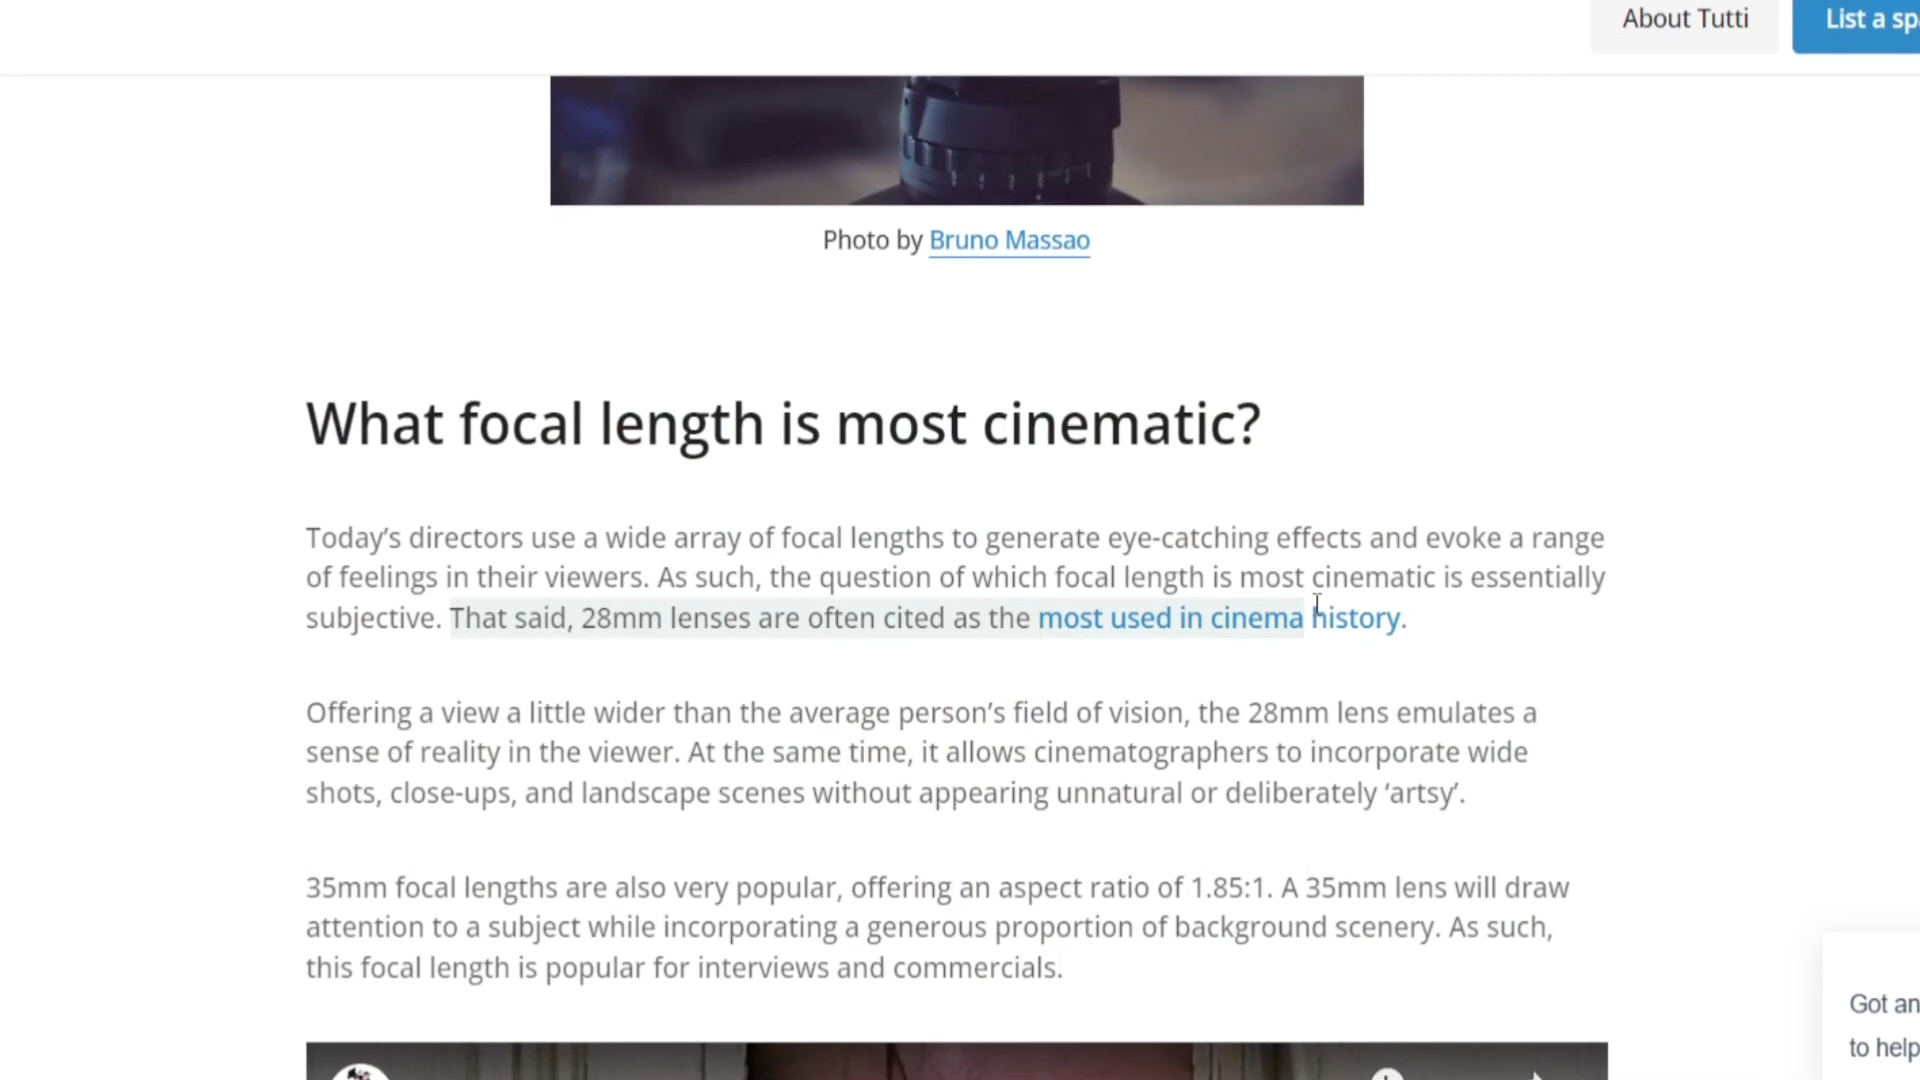 About Tutti
List a
Photo by Bruno Massao
What focal length is most cinematic?
Today’s directors use a wide array of focal lengths to generate eye-catching effects and evoke a range
of feelings in their viewers. As such, the question of which focal length is most cinematic is essentially
subjective. That said, 28mm lenses are often cited as the most used in cinema history.
Offering a view a little wider than the average person’s field of vision, the 28mm lens emulates a
sense of reality in the viewer. At the same time, it allows cinematographers to incorporate wide
shots, close-ups, and landscape scenes without appearing unnatural or deliberately ‘artsy’.
35mm focal lengths are also very popular, offering an aspect ratio of 1.85:1. A 35mm lens will draw
attention to a subject while incorporating a generous proportion of background scenery. As such,
this focal length is popular for interviews and commercials.
Got
to help